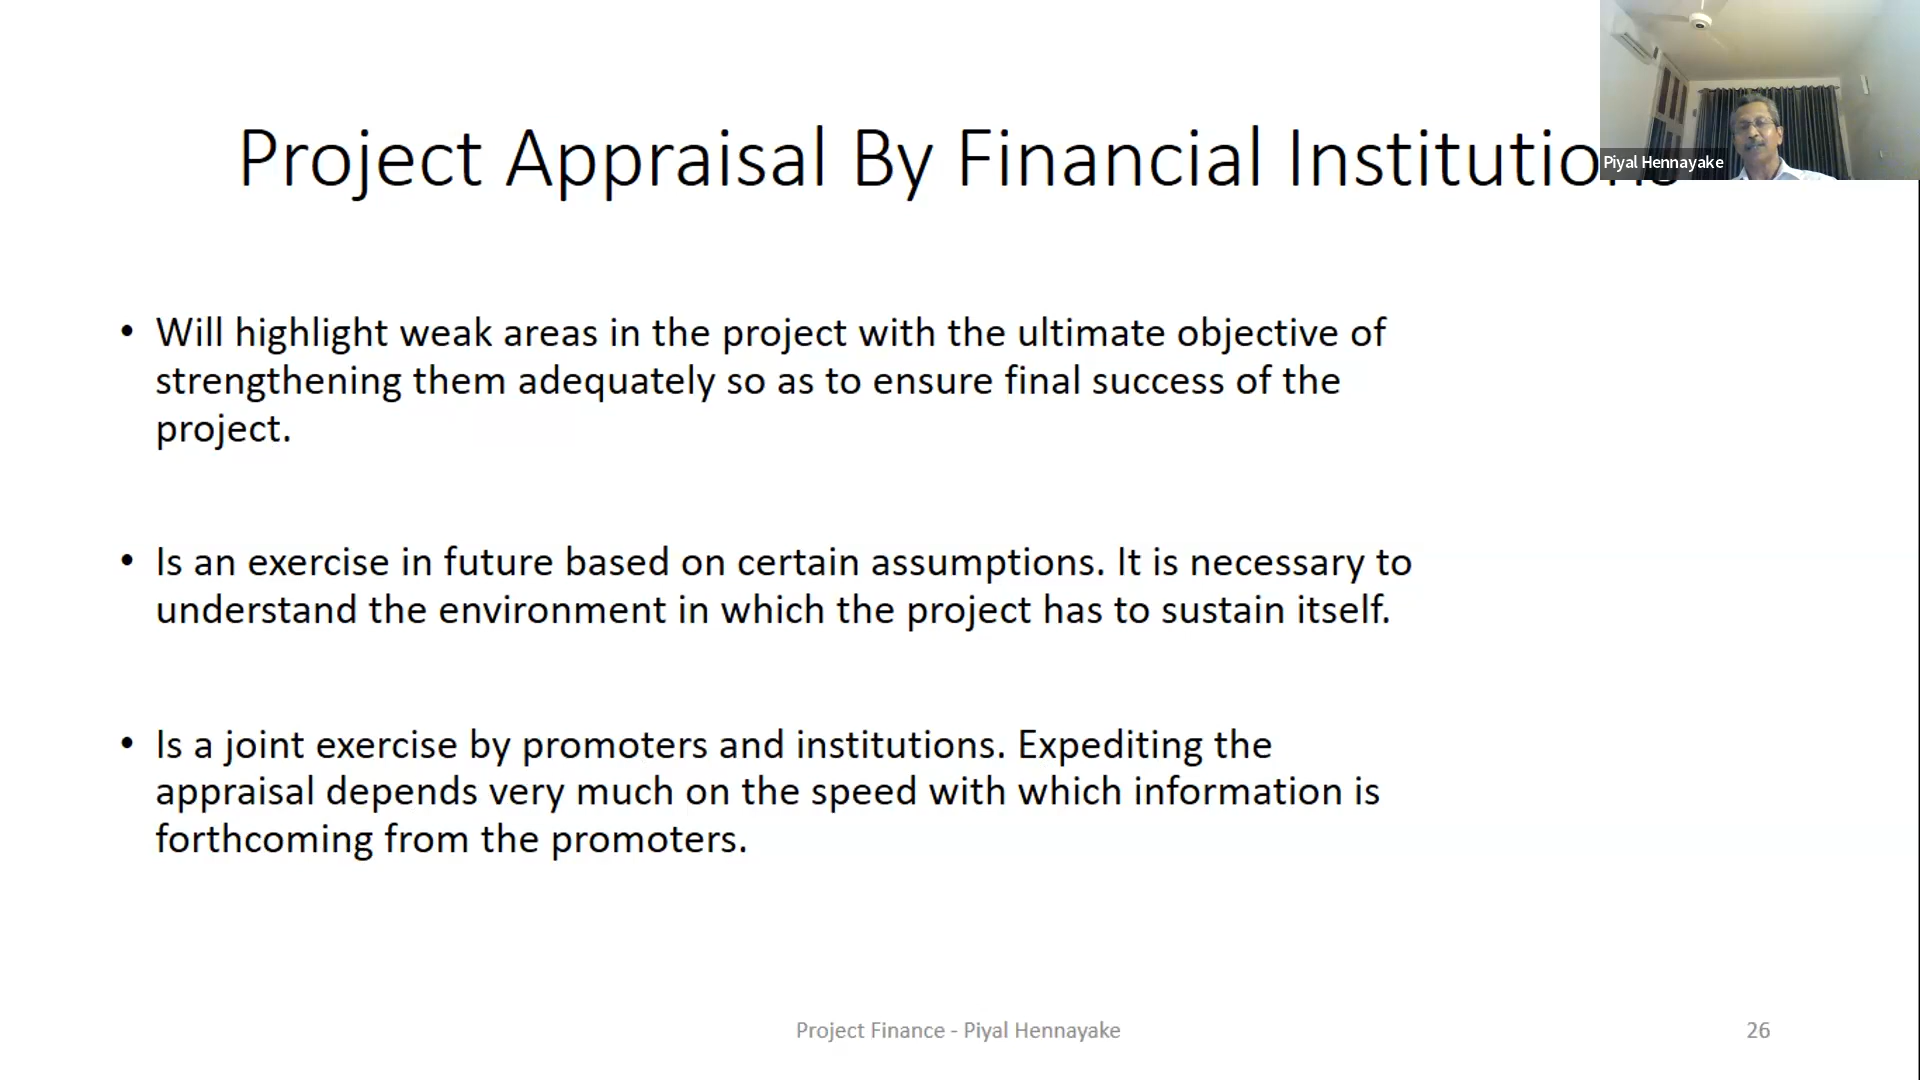 Project Appraisal By Financial Institutions
Piyal Hennayake
• Will highlight weak areas in the project with the ultimate objective of
strengthening them adequately so as to ensure final success of the
project.
• Is an exercise in future based on certain assumptions. It is necessary to
understand the environment in which the project has to sustain itself.
• Is a joint exercise by promoters and institutions. Expediting the
appraisal depends very much on the speed with which information is
forthcoming from the promoters.
Project Finance - Piyal Hennayake
26